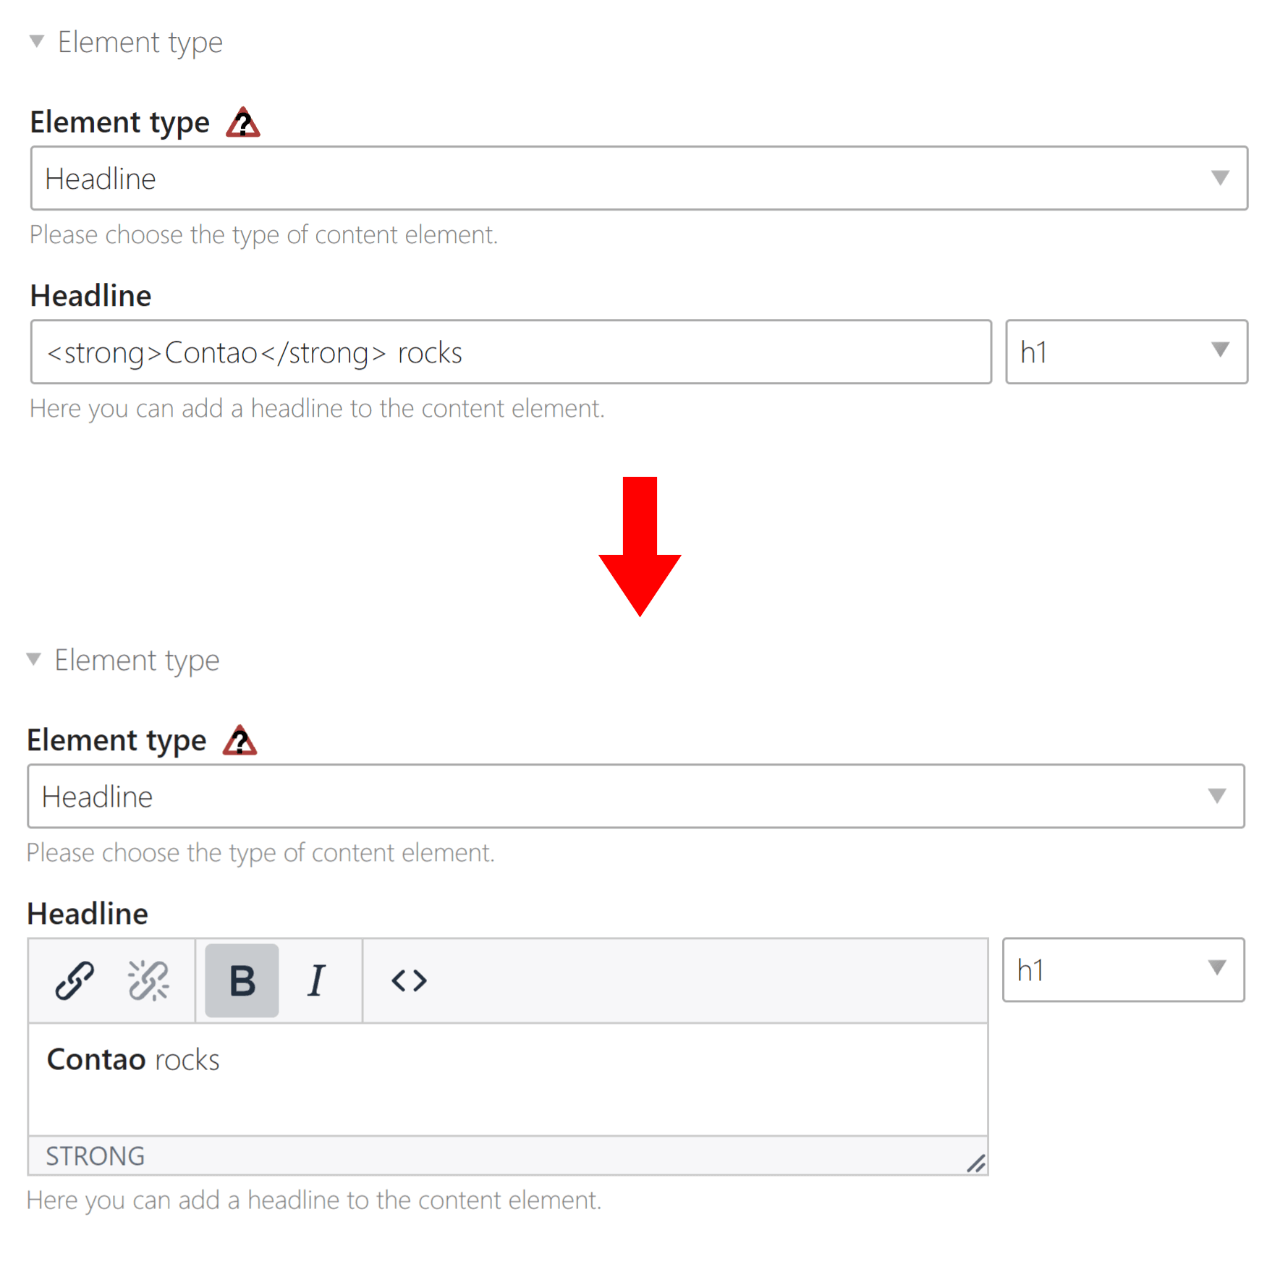 Element type
Element type
Headline
Please choose the type of content element.
Headline
<strong>Contao</strong> rocks
h1
Here you can add a headline to the content element.
Element type
Element type
Headline
Please choose the type of content element.
Headline
B I <>
h1
Contao rocks
STRONG
Here you can add a headline to the content element.